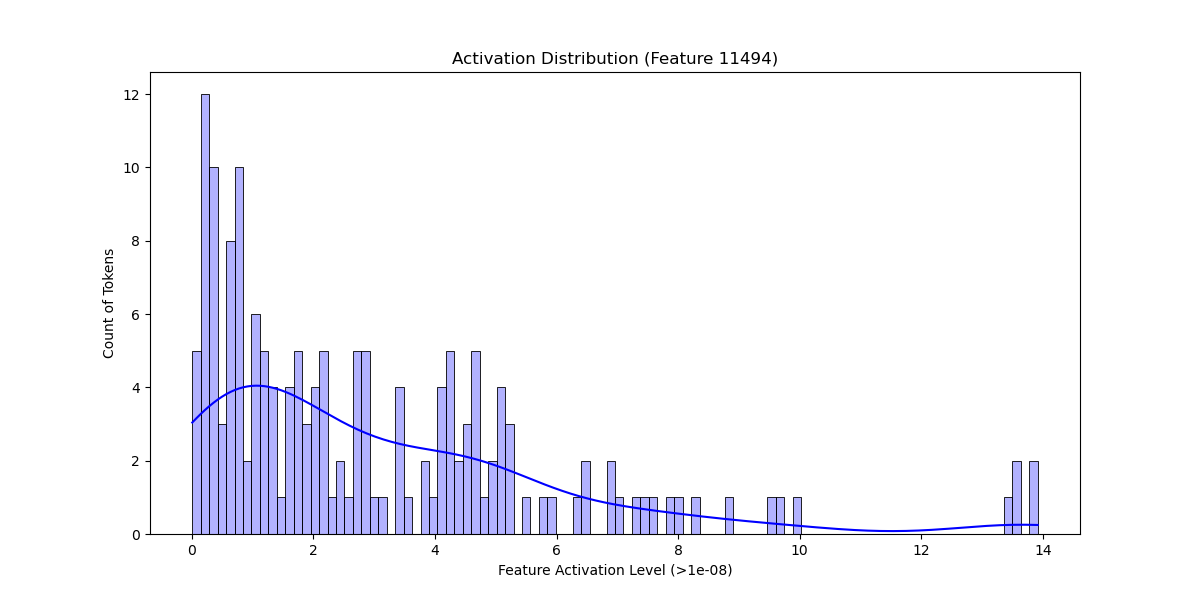 Activation Distribution (Feature 11494)
12
10
8
6
4
2
0
Count of Tokens
0 2 4 6 8 10 12 14
Feature Activation Level (>1e-08)